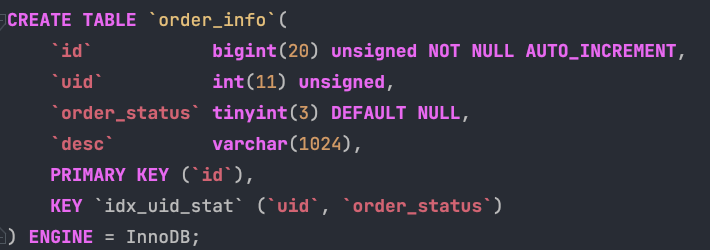 CREATE TABLE `order_info`(
    `id`           bigint(20) unsigned NOT NULL AUTO_INCREMENT,
    `uid`          int(11) unsigned,
    `order_status` tinyint(3) DEFAULT NULL,
    `desc`         varchar(1024),
    PRIMARY KEY (`id`),
    KEY `idx_uid_stat` (`uid`, `order_status`)
) ENGINE = InnoDB;